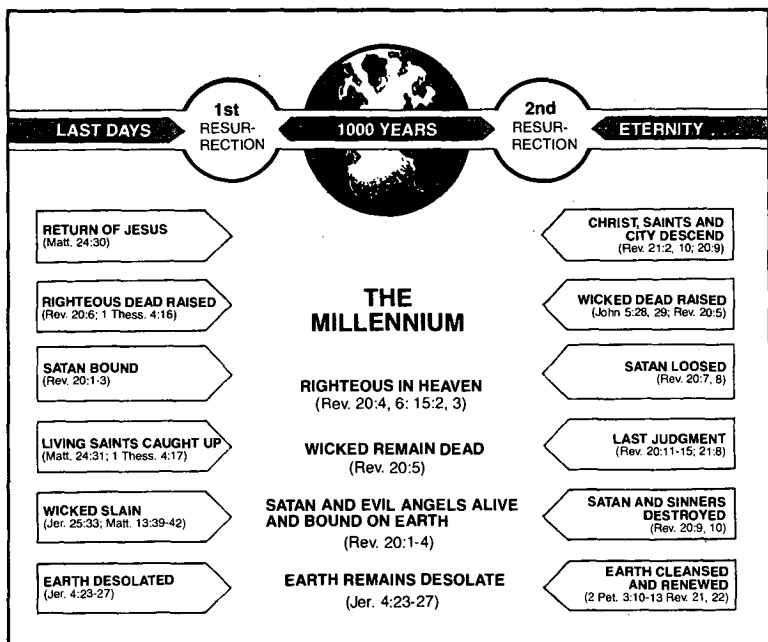 LAST DAYS
1st
RESUR-
RECTION
1000 YEARS
2nd
RESUR-
RECTION
ETERNITY . . .
RETURN OF JESUS
(Matt. 24:30)
RIGHTEOUS DEAD RAISED
(Rev. 20:6; 1 Thess. 4:16)
SATAN BOUND
(Rev. 20:1-3)
LIVING SAINTS CAUGHT UP
(Matt. 24:31; 1 Thess. 4:17)
WICKED SLAIN
(Jer. 25:33; Matt. 13:39-42)
EARTH DESOLATED
(Jer. 4:23-27)
THE
MILLENNIUM
RIGHTEOUS IN HEAVEN
(Rev. 20:4, 6: 15:2, 3)
WICKED REMAIN DEAD
(Rev. 20:5)
SATAN AND EVIL ANGELS ALIVE
AND BOUND ON EARTH
(Rev. 20:1-4)
EARTH REMAINS DESOLATE
(Jer. 4:23-27)
CHRIST, SAINTS AND
CITY DESCEND
(Rev. 21:2, 10; 20:9)
WICKED DEAD RAISED
(John 5:28, 29; Rev. 20:5)
SATAN LOOSED
(Rev. 20:7, 8)
LAST JUDGMENT
(Rev. 20:11-15; 21:8)
SATAN AND SINNERS
DESTROYED
(Rev. 20:9, 10)
EARTH CLEANSED
AND RENEWED
(2 Pet. 3:10-13 Rev. 21, 22)